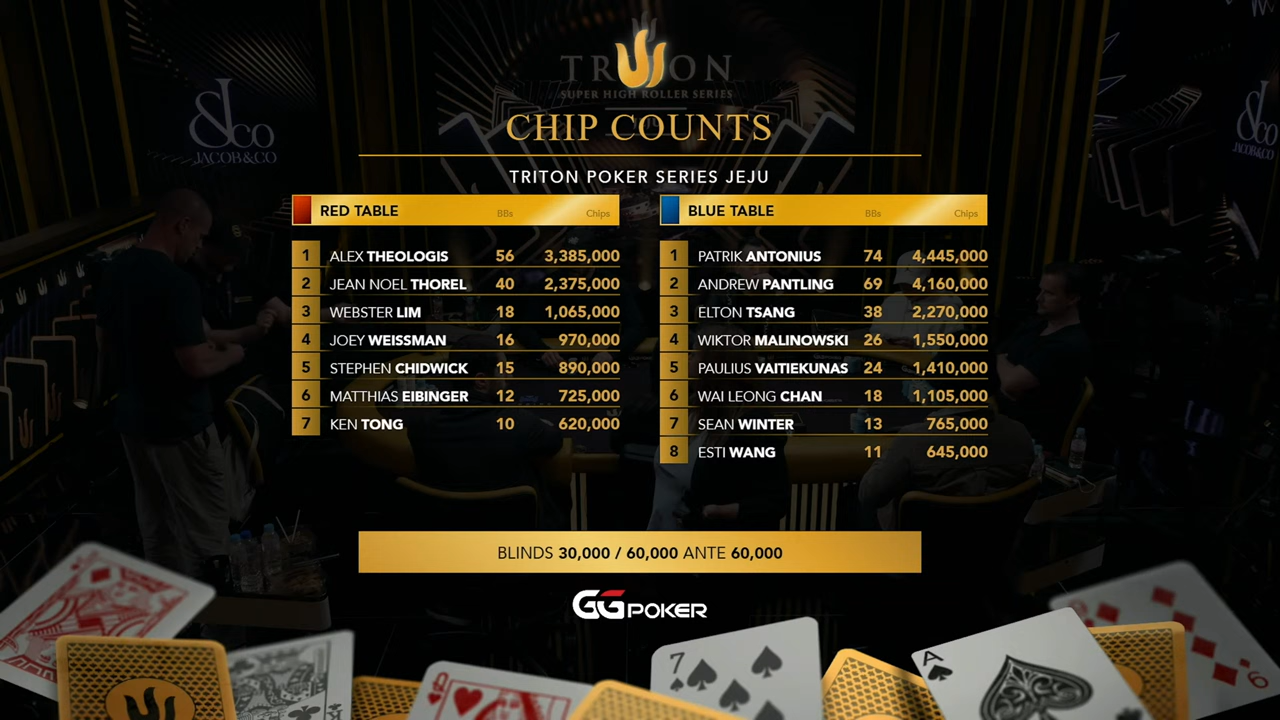 TRITON
SUPER HIGH ROLLER SERIES
CHIP COUNTS
TRITON POKER SERIES JEJU
J&CO
JACOB&CO
RED TABLE BBs Chips
1 ALEX THEOLOGIS 56 3,385,000
2 JEAN NOEL THOREL 40 2,375,000
3 WEBSTER LIM 18 1,065,000
4 JOEY WEISSMAN 16 970,000
5 STEPHEN CHIDWICK 15 890,000
6 MATTHIAS EIBINGER 12 725,000
7 KEN TONG 10 620,000
BLUE TABLE BBs Chips
1 PATRIK ANTONIUS 74 4,445,000
2 ANDREW PANTLING 69 4,160,000
3 ELTON TSANG 38 2,270,000
4 WIKTOR MALINOWSKI 26 1,550,000
5 PAULIUS VAITIEKUNAS 24 1,410,000
6 WAI LEONG CHAN 18 1,105,000
7 SEAN WINTER 13 765,000
8 ESTI WANG 11 645,000
J&CO
JACOB&CO
BLINDS 30,000 / 60,000 ANTE 60,000
GGPOKER
Q
7
A
9